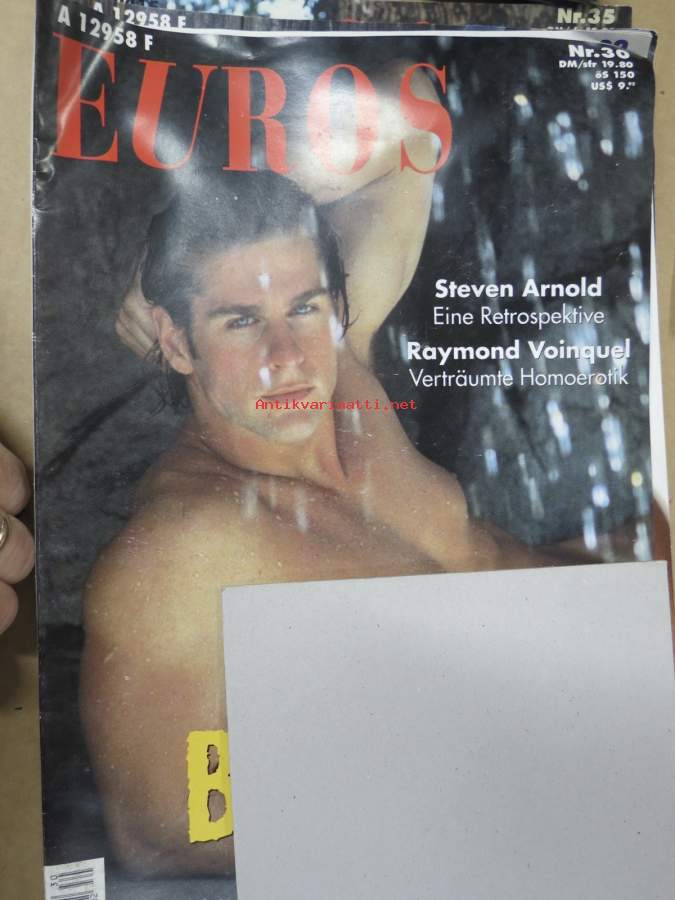 A 12958 F
Nr.35
A 12958 F
Nr.36
DM/sfr 19.80
öS 150
US$ 9.
EUROS
Steven Arnold
Eine Retrospektive
Raymond Voinquel
Verträumte Homoerotik
Antikvariaatti.net
B